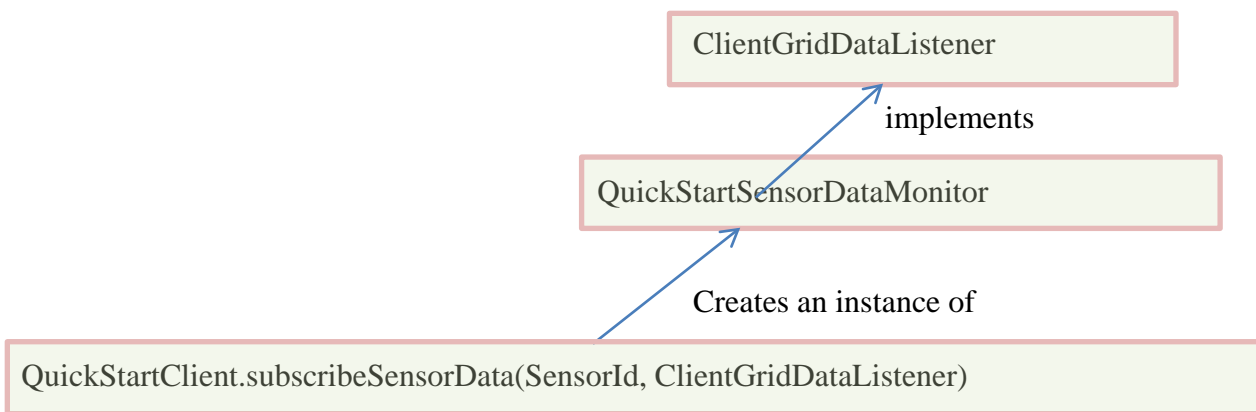 ClientGridDataListener
implements
QuickStartSensorDataMonitor
Creates an instance of
QuickStartClient.subscribeSensorData(SensorId, ClientGridDataListener)